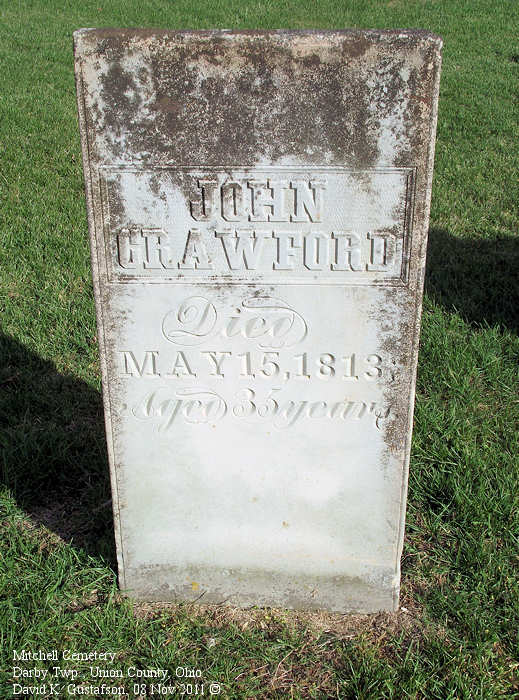 JOHN
CRAWFORD
Died
MAY 15, 1813,
Aged 35 years
Mitchell Cemetery
Darby Twp., Union County, Ohio
David K. Gustafson, 08 Nov 2011 ©